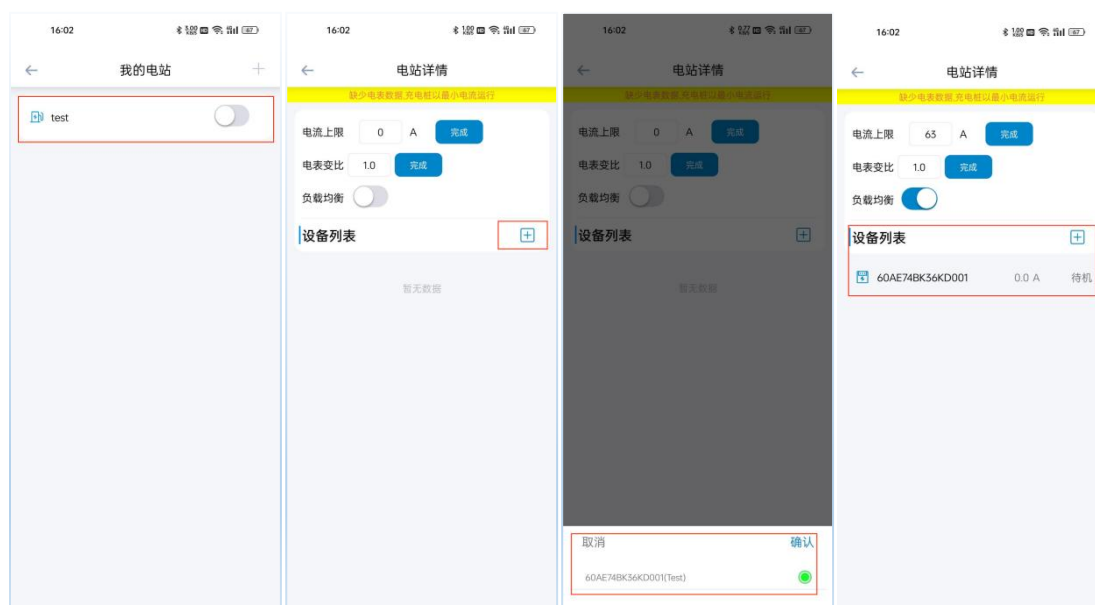 16:02
67
我的电站
test
16:02
67
电站详情
缺少电表数据,充电桩以最小电流运行
电流上限 0 A 完成
电表变比 1.0 完成
负载均衡
设备列表
暂无数据
16:02
67
电站详情
缺少电表数据,充电桩以最小电流运行
电流上限 0 A 完成
电表变比 1.0 完成
负载均衡
设备列表
暂无数据
取消 确认
60AE74BK36KD001(Test)
16:02
67
电站详情
缺少电表数据,充电桩以最小电流运行
电流上限 63 A 完成
电表变比 1.0 完成
负载均衡
设备列表
60AE74BK36KD001 0.0 A 待机